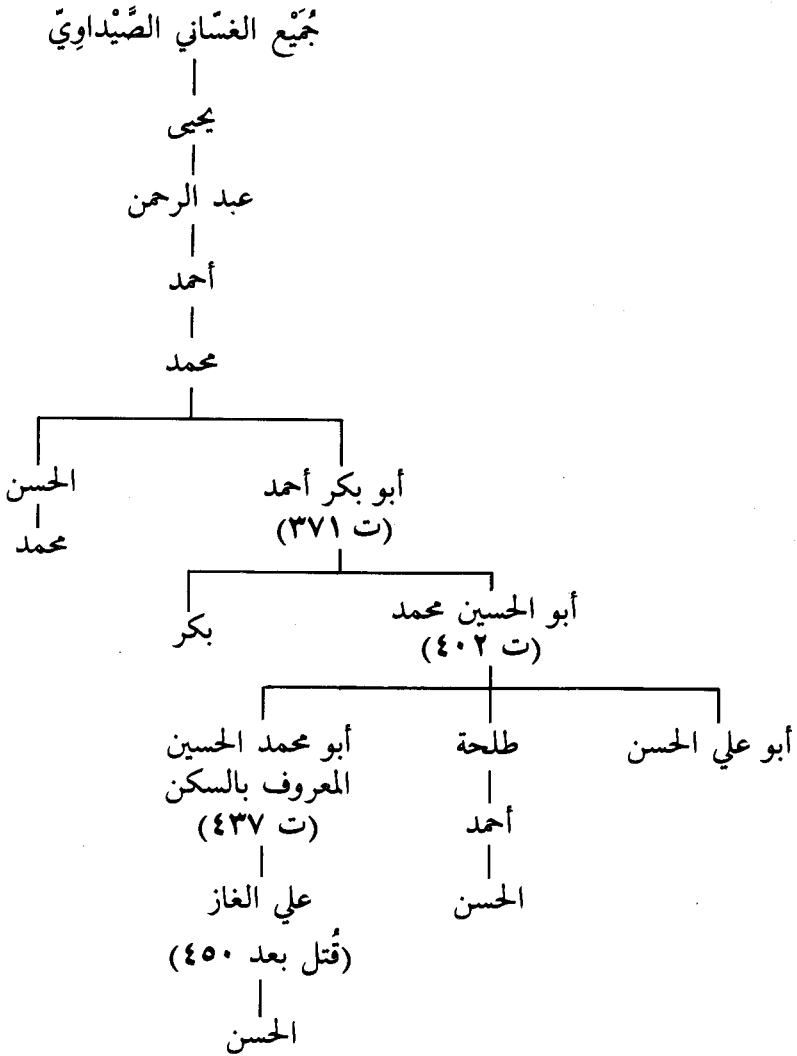 جُمَيْع الغسّاني الصَّيْداوِيّ
يحيى
عبد الرحمن
أحمد
محمد
أبو بكر أحمد
(ت ٣٧١)
الحسن
محمد
أبو الحسين محمد
(ت ٤٠٢)
بكر
أبو علي الحسن
طلحة
أحمد
الحسن
أبو محمد الحسين
المعروف بالسكن
(ت ٤٣٧)
علي الغاز
(قُتل بعد ٤٥٠)
الحسن